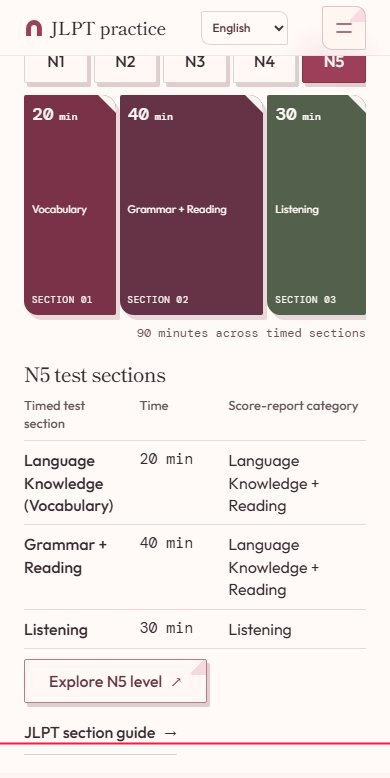 JLPT practice
English
N1 N2 N3 N4 N5
20 min 40 min 30 min
Vocabulary Grammar + Reading Listening
SECTION 01 SECTION 02 SECTION 03
90 minutes across timed sections
N5 test sections
Timed test section Time Score-report category
Language Knowledge (Vocabulary) 20 min Language Knowledge + Reading
Grammar + Reading 40 min Language Knowledge + Reading
Listening 30 min Listening
Explore N5 level ↗
JLPT section guide →